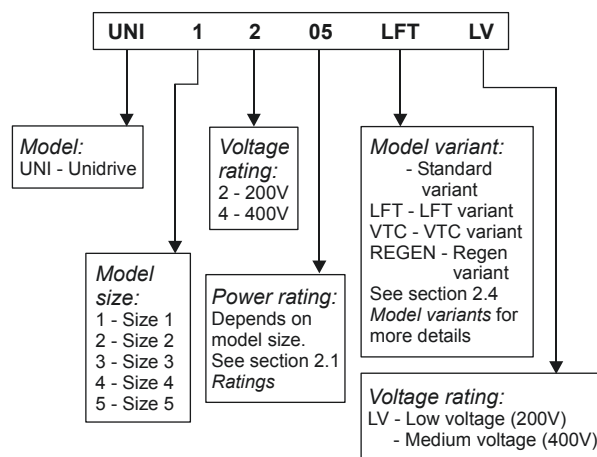 UNI 1 2 05 LFT LV
Model:
UNI - Unidrive
Model
size:
1 - Size 1
2 - Size 2
3 - Size 3
4 - Size 4
5 - Size 5
Voltage
rating:
2 - 200V
4 - 400V
Power rating:
Depends on
model size.
See section 2.1
Ratings
Model variant:
- Standard
variant
LFT - LFT variant
VTC - VTC variant
REGEN - Regen
variant
See section 2.4
Model variants for
more details
Voltage rating:
LV - Low voltage (200V)
- Medium voltage (400V)